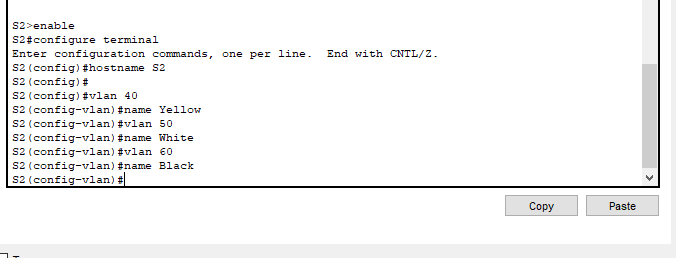 S2>enable
S2#configure terminal
Enter configuration commands, one per line.  End with CNTL/Z.
S2(config)#hostname S2
S2(config)#
S2(config)#vlan 40
S2(config-vlan)#name Yellow
S2(config-vlan)#vlan 50
S2(config-vlan)#name White
S2(config-vlan)#vlan 60
S2(config-vlan)#name Black
S2(config-vlan)#
Copy Paste